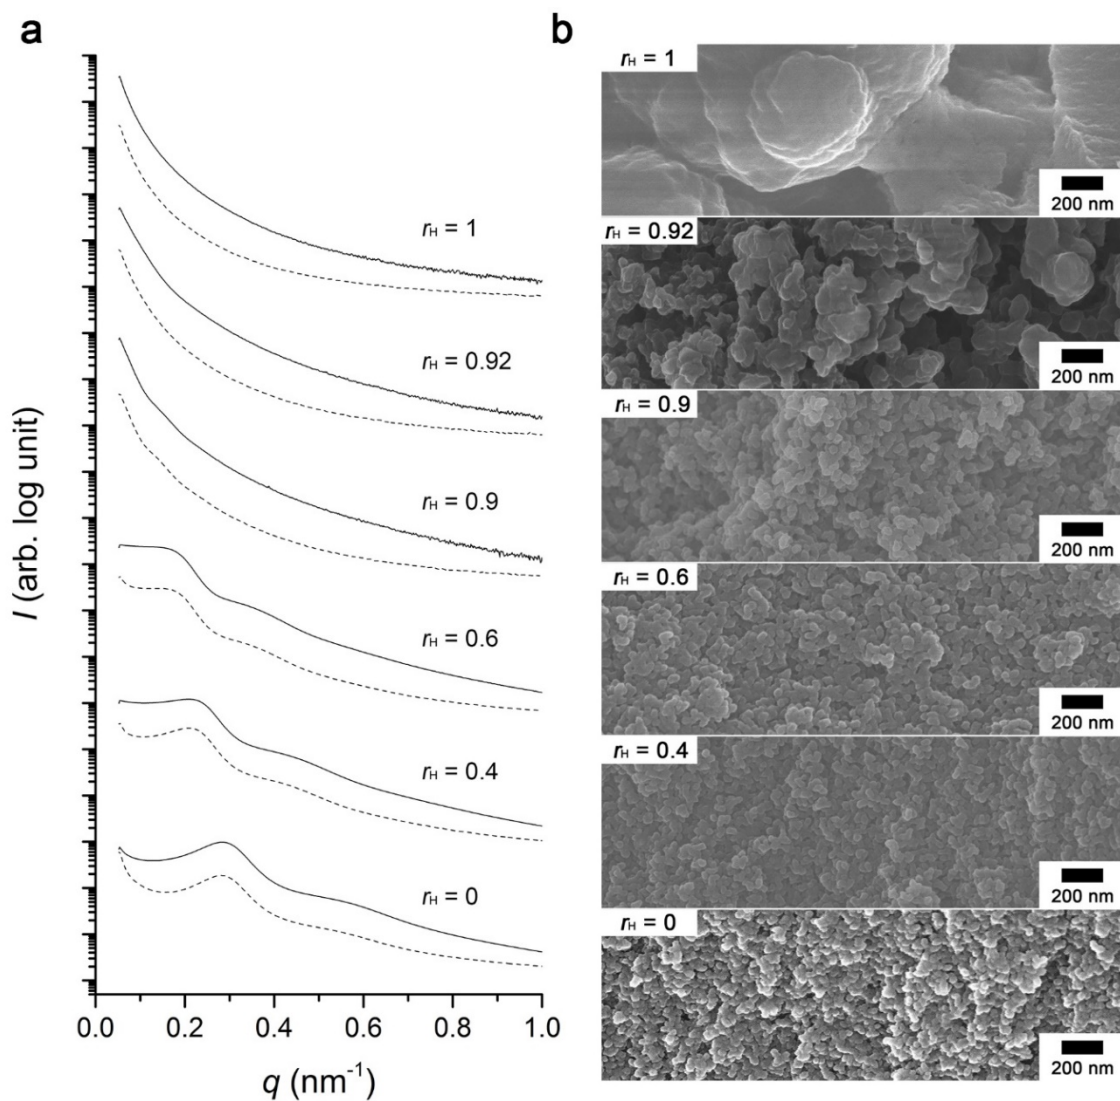 a
b
rH = 1
rH = 0.92
rH = 0.9
rH = 0.6
rH = 0.4
rH = 0
I (arb. log unit)
0.0 0.2 0.4 0.6 0.8 1.0
q (nm⁻¹)
rH = 1
200 nm
rH = 0.92
200 nm
rH = 0.9
200 nm
rH = 0.6
200 nm
rH = 0.4
200 nm
rH = 0
200 nm